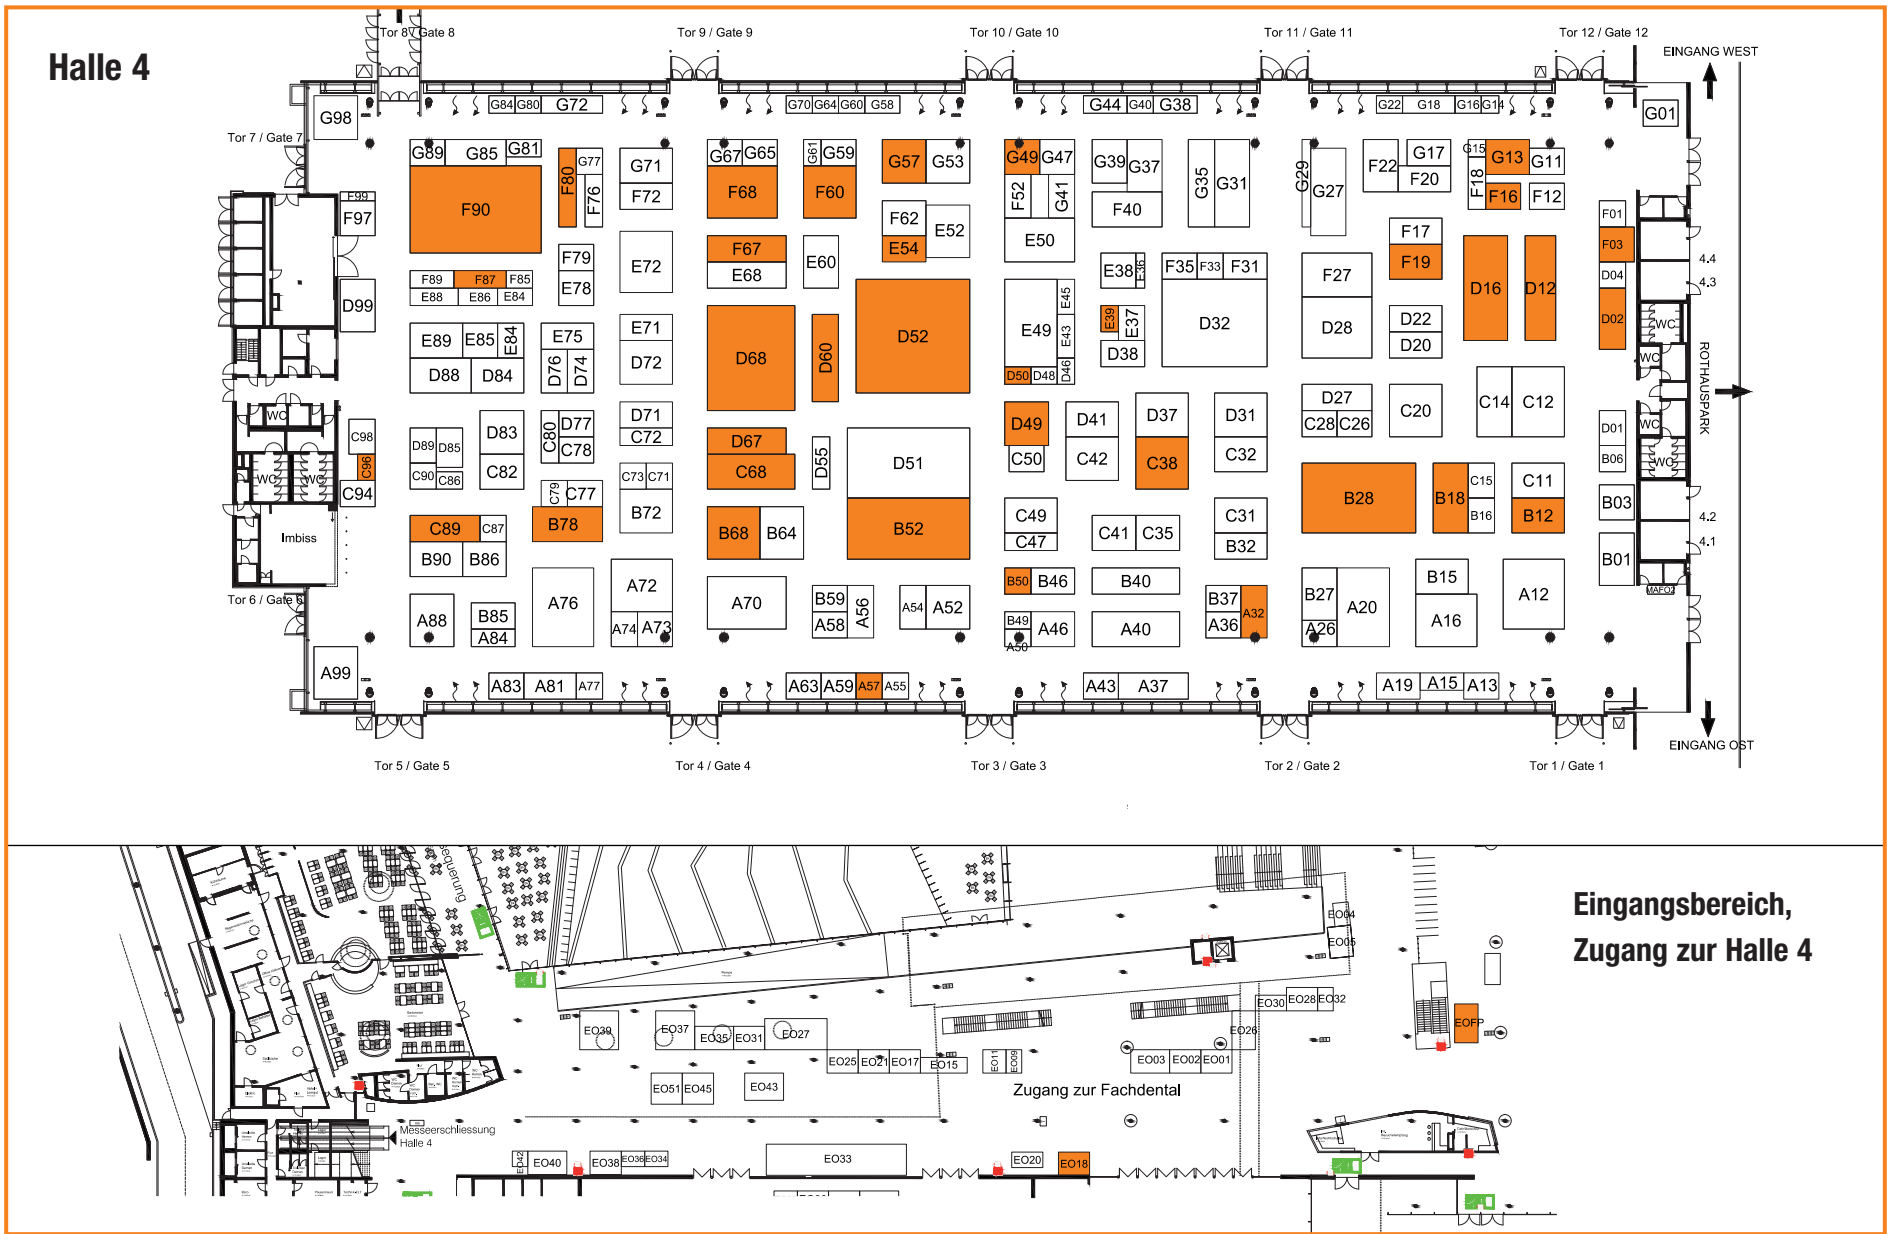 Halle 4
Tor 8 / Gate 8
Tor 9 / Gate 9
Tor 10 / Gate 10
Tor 11 / Gate 11
Tor 12 / Gate 12
EINGANG WEST
G98
G84 G80 G72
G70 G64 G60 G58
G44 G40 G38
G22 G18 G16 G14
G01
Tor 7 / Gate 7
G89 G85 G81
F80 G77 F76
G71
F72
G67 G65
F68
G61 G59
F60
G57 G53
G49 G47
F52 G41
G39 G37
F40
G35 G31
G29 G27
F22 G17
F20
G15 F18 G13 G11
F16 F12
F99
F97
F90
F62 E52
E54
E50
F01
F03
D04
D02
F79
E78
E72
F67
E68
E60
F17
F19
D16 D12
4.4
4.3
F89 F87 F85
E88 E86 E84
D99
E38 E36
F35 F33 F31
D32
F27
D28
D52
E49 E45
E43
D46
E39 E37
D38
D22
D20
E89 E85 E84
D88 D84
E75
D76 D74
E71
D72
D68 D60
D50 D48
WC
WC
WC
WC
WC
ROTHAUSPARK
C98
C96
C94
WC
WC WC
D89 D85
C90 C86
D83
C82
C80 D77
C78
D71
C72
D67
C68
D55
D51
D49
C50
D41
C42
D37
C38
D31
C32
D27
C28 C26
C20
C14 C12
D01
B06
C73 C71
B72
C79 C77
B78
B28
B18 C15
B16
C11
B12
B03
B01
4.2
4.1
Imbiss
C89 C87
B90 B86
B68 B64
B52
C49
C47
C41 C35
C31
B32
Tor 6 / Gate 6
A88
B85
A84
A76
A72
A74 A73
A70
B59
A58 A56
A54 A52
B50 B46
B49
A50 A46
B40
A40
B37
A36 A32
B27
A26 A20
B15
A16
A12
MAFO2
A99
A83 A81 A77
A63 A59 A57 A55
A43 A37
A19 A15 A13
EINGANG OST
Tor 5 / Gate 5
Tor 4 / Gate 4
Tor 3 / Gate 3
Tor 2 / Gate 2
Tor 1 / Gate 1
Eingangsbereich,
Zugang zur Halle 4
EO04
EO05
EO30 EO28 EO32
EO26
EOFP
EO39
EO37 EO35 EO31 EO27
EO25 EO21 EO17 EO15
EO11 EO09
EO03 EO02 EO01
EO51 EO45
EO43
Zugang zur Fachdental
Messeerschliessung
Halle 4
EO42 EO40
EO38 EO36 EO34
EO33
EO20
EO18